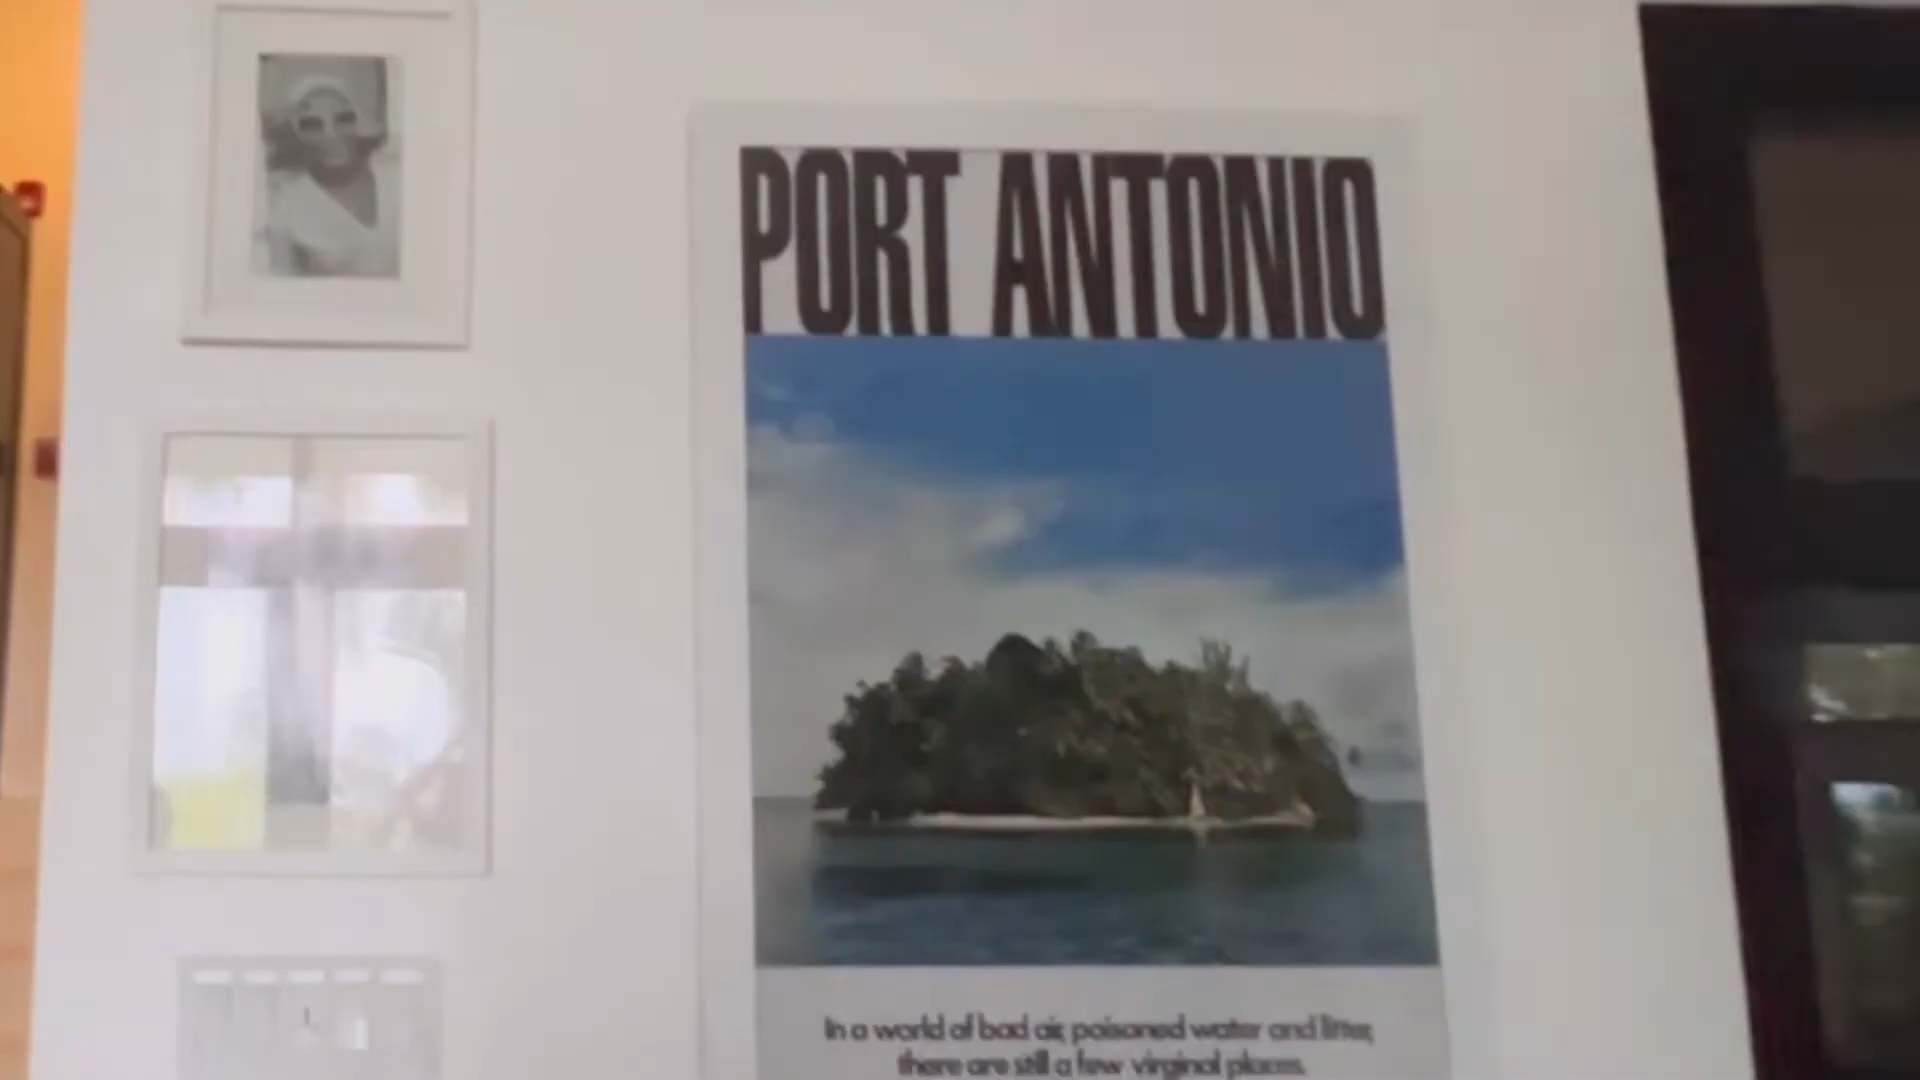 PORT ANTONIO
In a world of bad air, poisoned water and litter,
there are still a few virginal places.